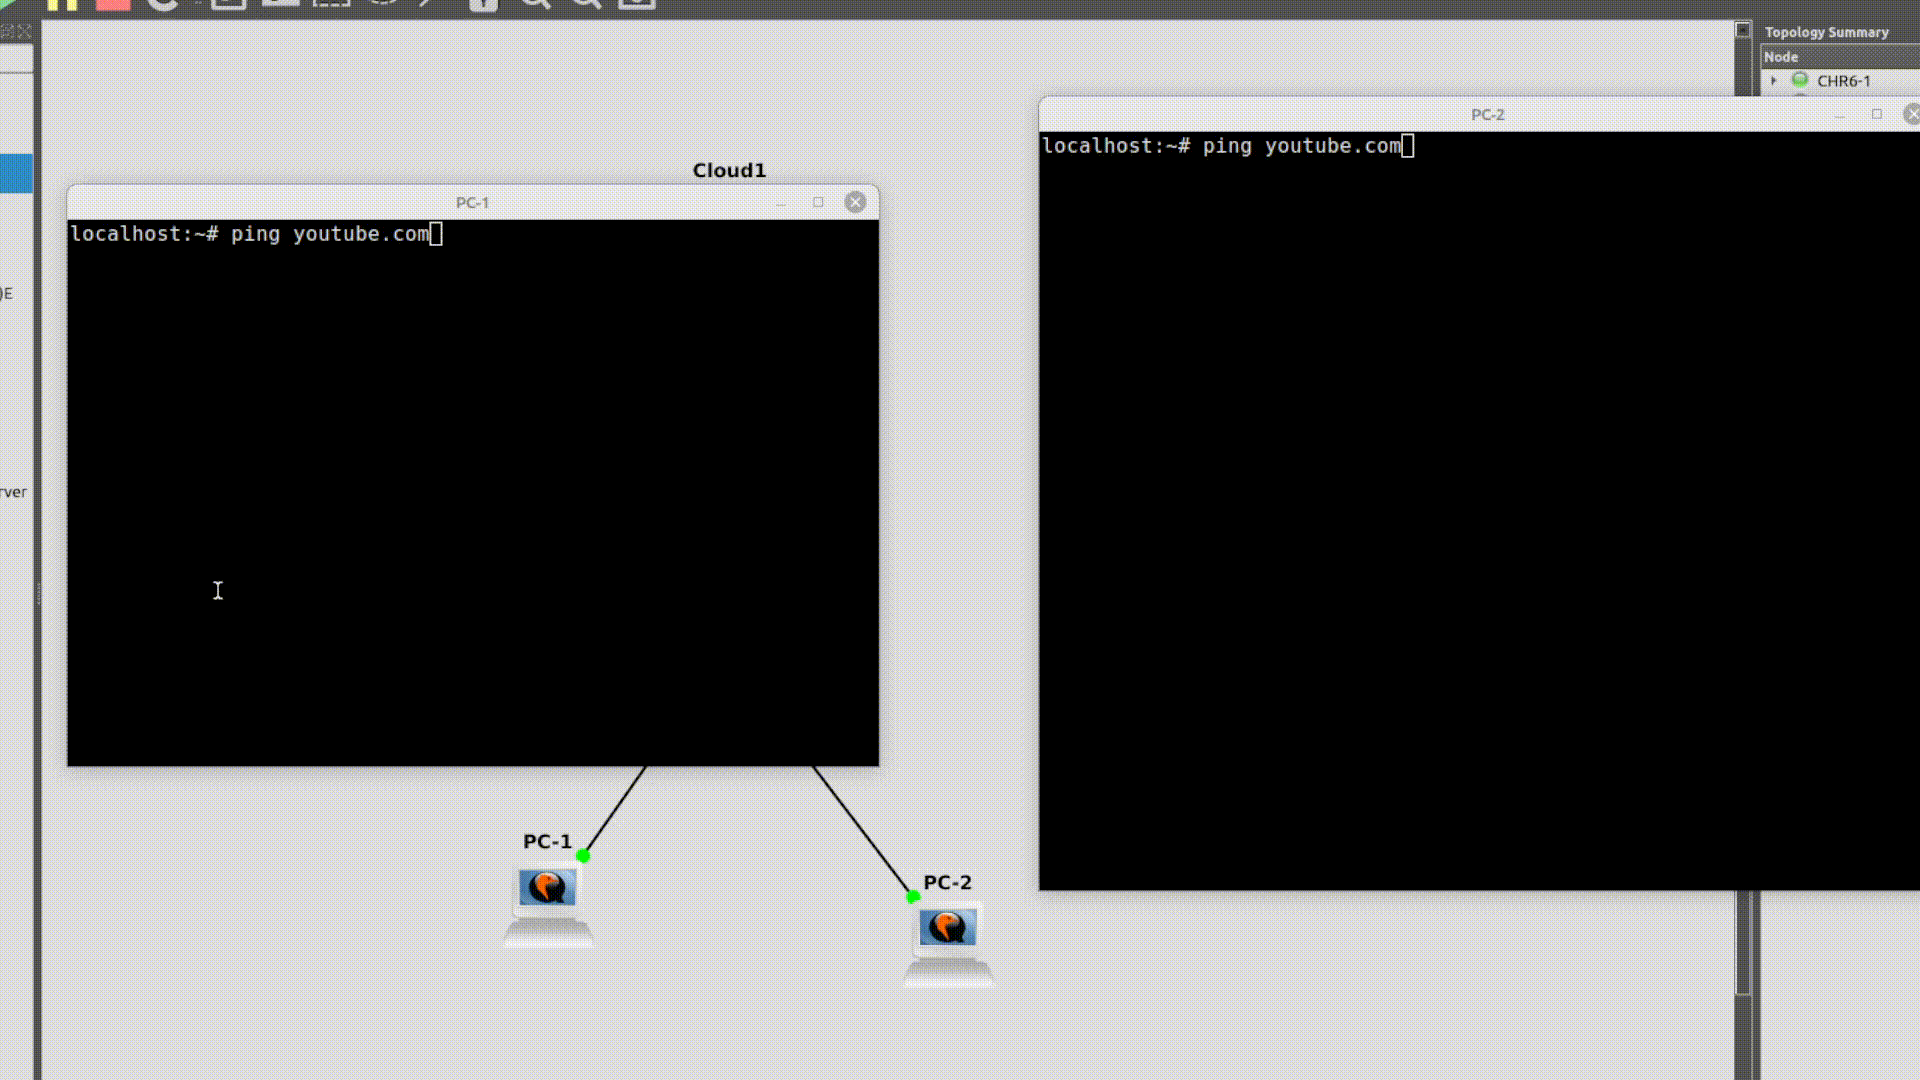 Topology Summary
Node
CHR6-1
Cloud1
PC-1
localhost:~# ping youtube.com
PC-2
localhost:~# ping youtube.com
)E
rver
PC-1
PC-2